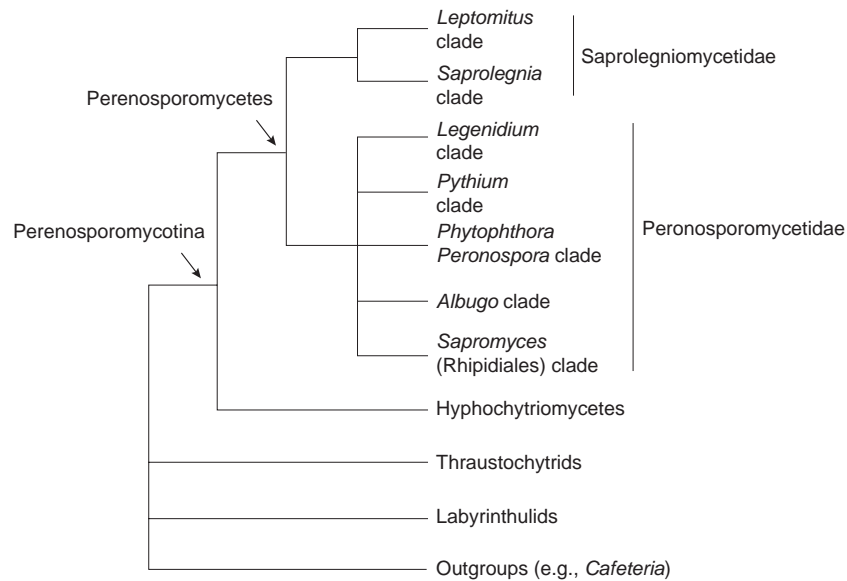 Leptomitus
clade
Saprolegniomycetidae
Saprolegnia
clade
Perenosporomycetes
Legenidium
clade
Pythium
clade
Perenosporomycotina
Phytophthora
Peronospora clade
Peronosporomycetidae
Albugo clade
Sapromyces
(Rhipidiales) clade
Hyphochytriomycetes
Thraustochytrids
Labyrinthulids
Outgroups (e.g., Cafeteria)